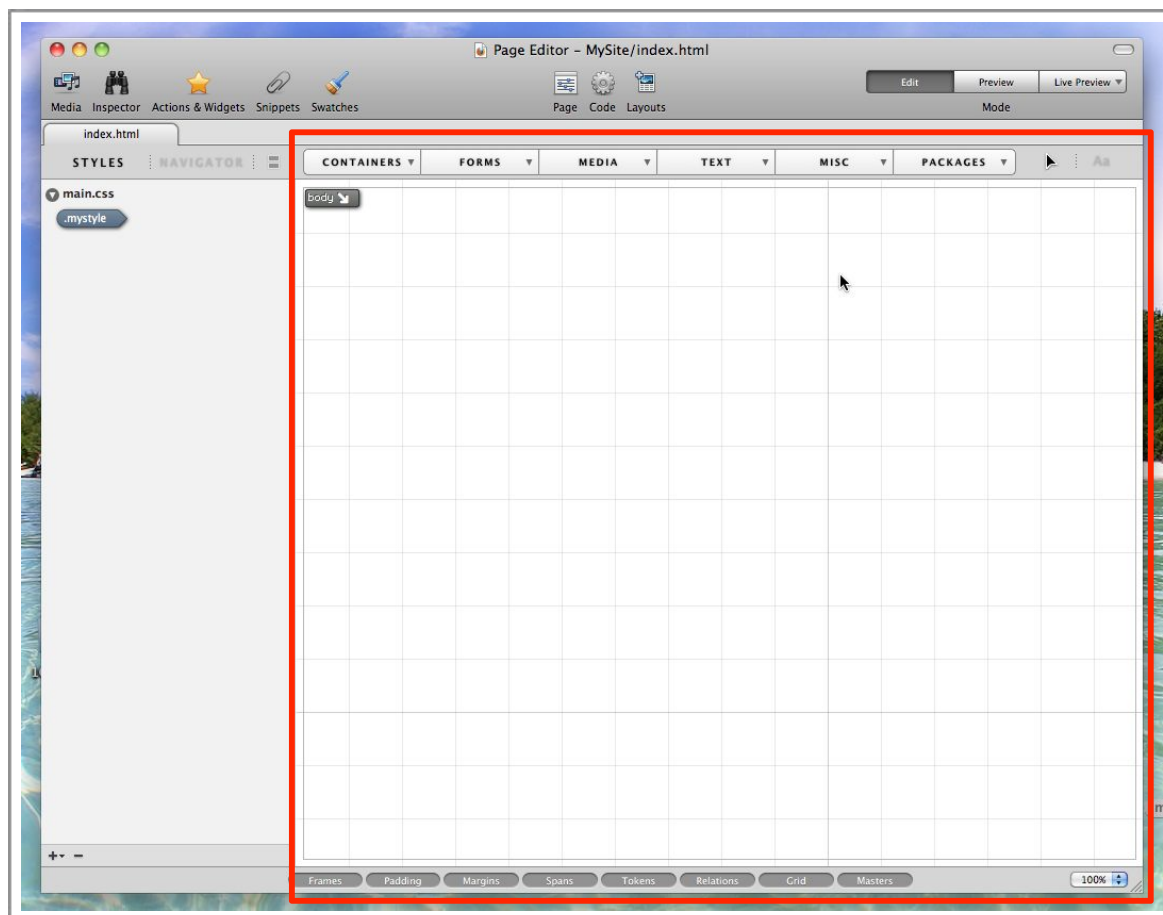 Page Editor – MySite/index.html
Media Inspector Actions & Widgets Snippets Swatches Page Code Layouts Edit Preview Live Preview
Mode
index.html
STYLES NAVIGATOR CONTAINERS FORMS MEDIA TEXT MISC PACKAGES Aa
main.css
body
.mystyle
Frames Padding Margins Spans Tokens Relations Grid Masters 100%